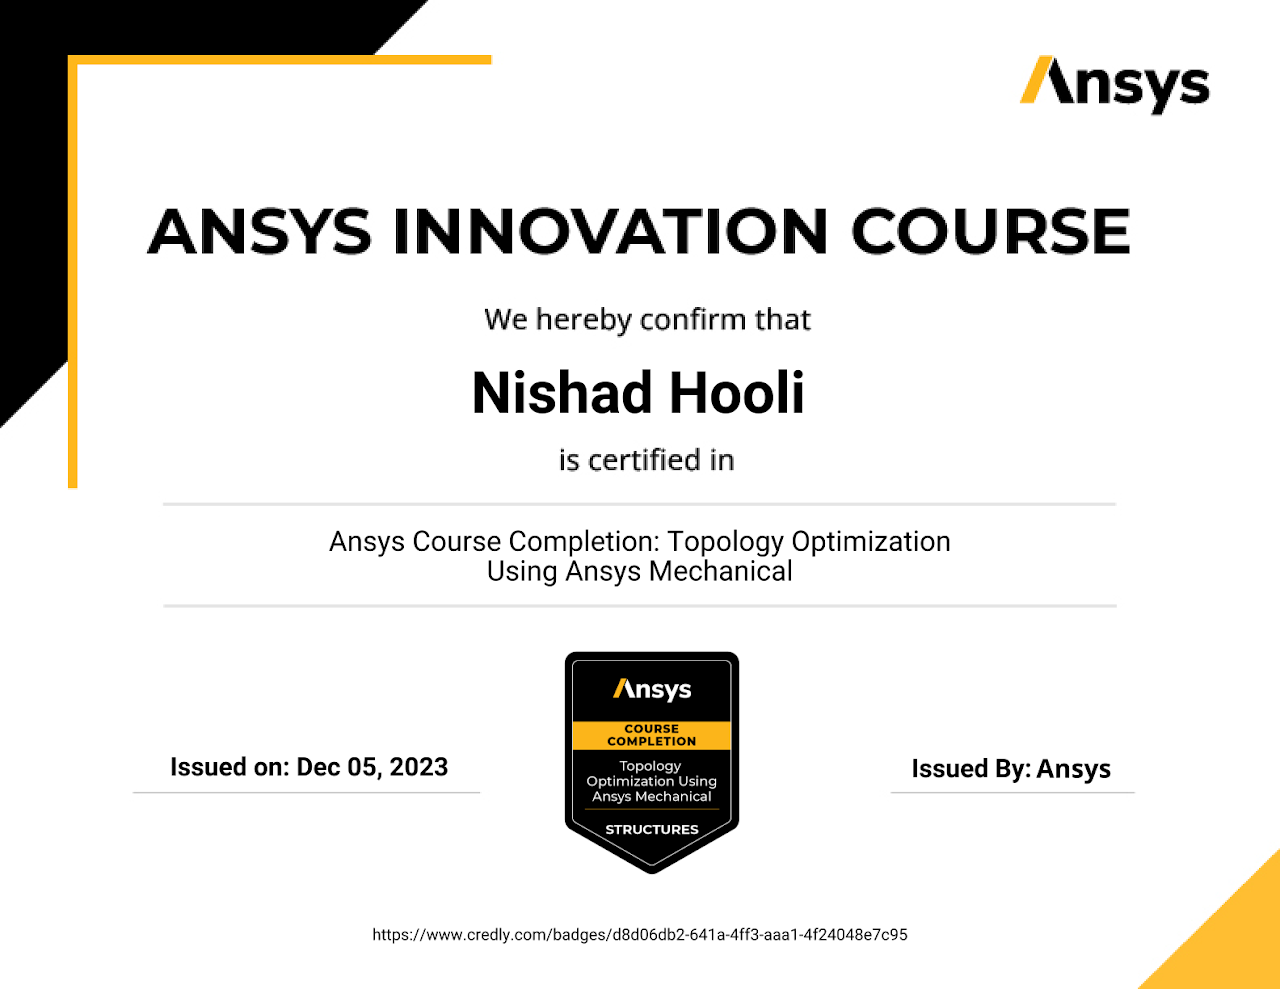 Ansys
ANSYS INNOVATION COURSE
We hereby confirm that
Nishad Hooli
is certified in
Ansys Course Completion: Topology Optimization
Using Ansys Mechanical
Ansys
COURSE
COMPLETION
Topology
Optimization Using
Ansys Mechanical
STRUCTURES
Issued on: Dec 05, 2023
Issued By: Ansys
https://www.credly.com/badges/d8d06db2-641a-4ff3-aaa1-4f24048e7c95